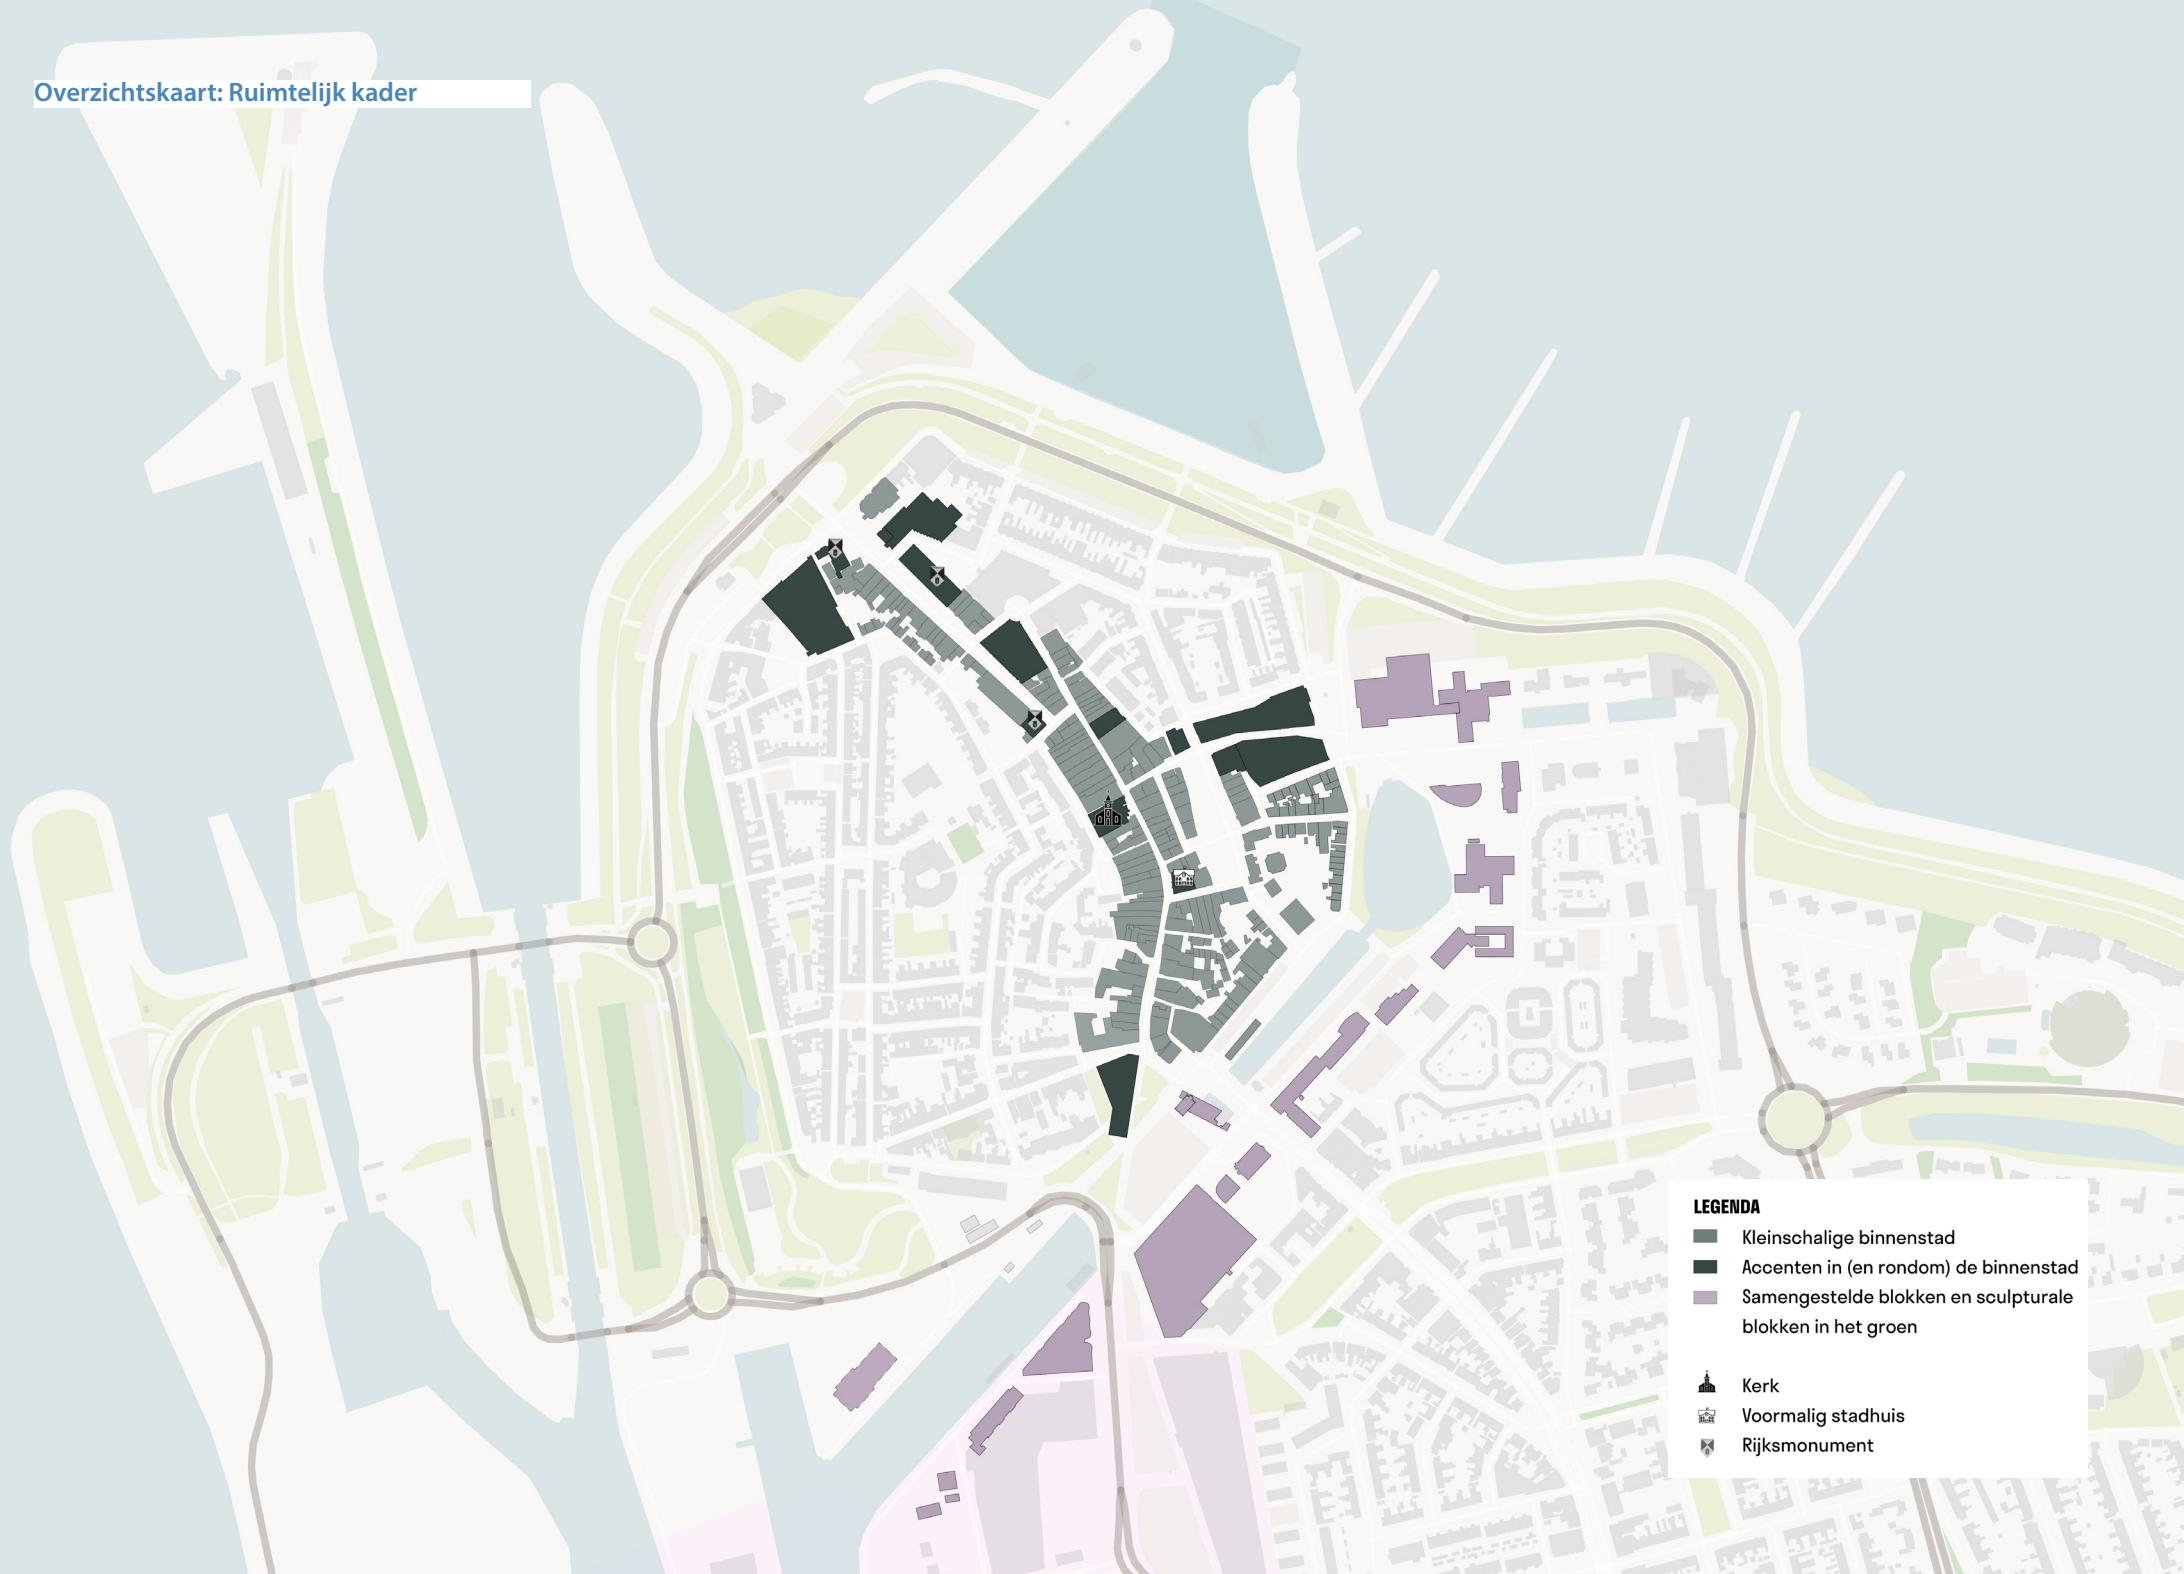 Overzichtskaart: Ruimtelijk kader
LEGENDA
Kleinschalige binnenstad
Accenten in (en rondom) de binnenstad
Samengestelde blokken en sculpturale
blokken in het groen
Kerk
Voormalig stadhuis
Rijksmonument